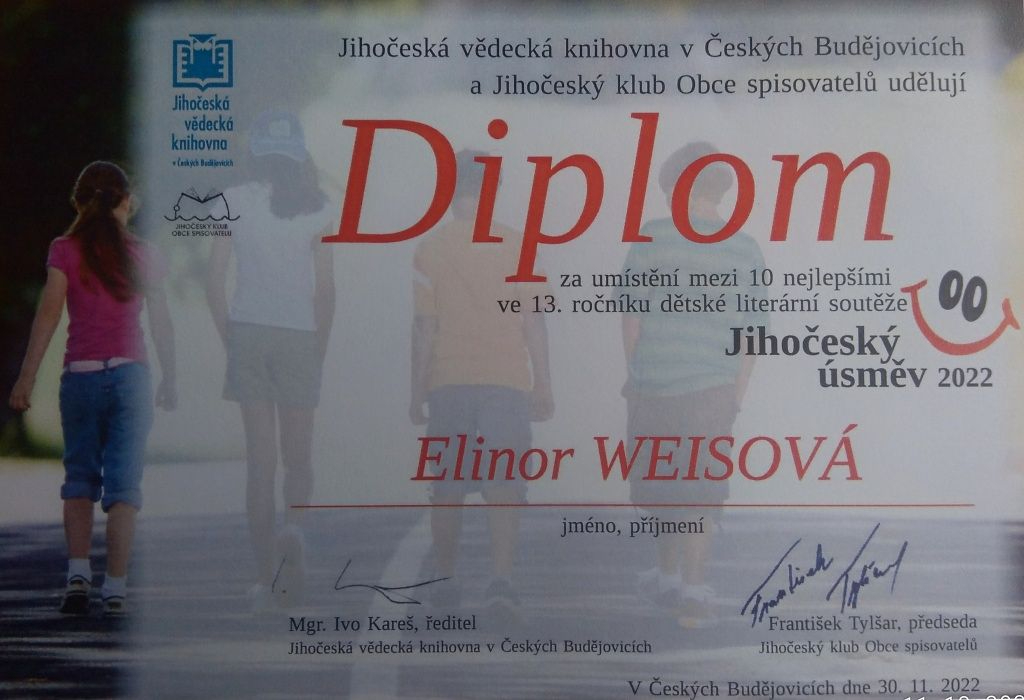 Jihočeská vědecká knihovna v Českých Budějovicích
a Jihočeský klub Obce spisovatelů udělují
Jihočeská
vědecká
knihovna
v Českých Budějovicích
JIHOČESKÝ KLUB
OBCE SPISOVATELŮ
Diplom
za umístění mezi 10 nejlepšími
ve 13. ročníku dětské literární soutěže
Jihočeský
úsměv 2022
Elinor WEISOVÁ
jméno, příjmení
František Tylšar
Mgr. Ivo Kareš, ředitel
Jihočeská vědecká knihovna v Českých Budějovicích
František Tylšar, předseda
Jihočeský klub Obce spisovatelů
V Českých Budějovicích dne 30. 11. 2022